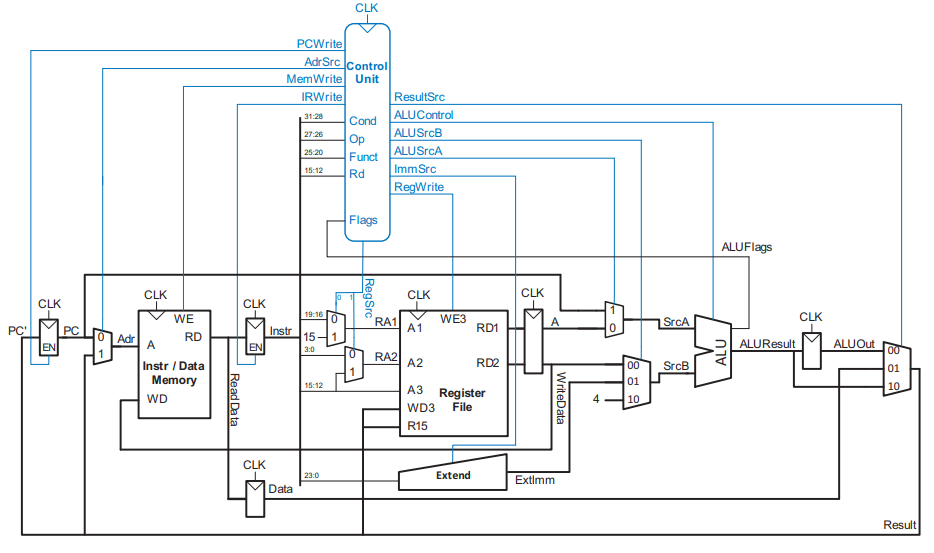 CLK
PCWrite
AdrSrc
Control
MemWrite
Unit
IRWrite
ResultSrc
31:28
Cond
ALUControl
27:26
Op
ALUSrcB
25:20
Funct
ALUSrcA
15:12
Rd
ImmSrc
RegWrite
Flags
ALUFlags
RegSrc
0 1
CLK
CLK
CLK
CLK
CLK
CLK
PC'
EN
PC
0
1
Adr
WE
A
RD
Instr / Data
Memory
WD
EN
Instr
ReadData
19:16
0
RA1
15
1
3:0
0
RA2
1
15:12
A1
WE3
RD1
A2
RD2
A3
Register
WD3
File
R15
A
WriteData
1
0
SrcA
00
01
SrcB
4
10
ALU
ALUResult
ALUOut
00
01
10
23:0
Extend
ExtImm
CLK
Data
Result